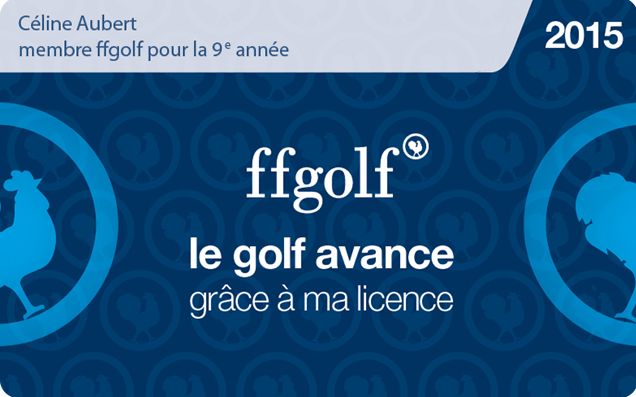 Céline Aubert
membre ffgolf pour la 9e année
2015
ffgolf
le golf avance
grâce à ma licence